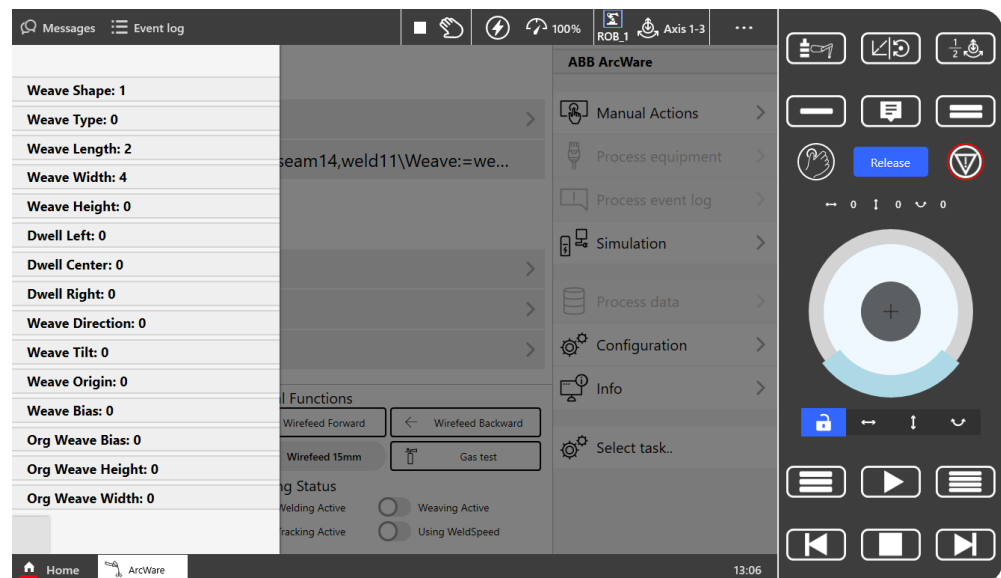 Messages
Event log
100%
ROB_1
Axis 1-3
...
ABB ArcWare
Weave Shape: 1
Weave Type: 0
Weave Length: 2
Weave Width: 4
Weave Height: 0
Dwell Left: 0
Dwell Center: 0
Dwell Right: 0
Weave Direction: 0
Weave Tilt: 0
Weave Origin: 0
Weave Bias: 0
Org Weave Bias: 0
Org Weave Height: 0
Org Weave Width: 0
seam14,weld11\Weave:=we...
l Functions
Wirefeed Forward
Wirefeed Backward
Wirefeed 15mm
Gas test
ng Status
Welding Active
Weaving Active
Tracking Active
Using WeldSpeed
Manual Actions
Process equipment
Process event log
Simulation
Process data
Configuration
Info
Select task..
Home
ArcWare
13:06
1
2
Release
0 0 0